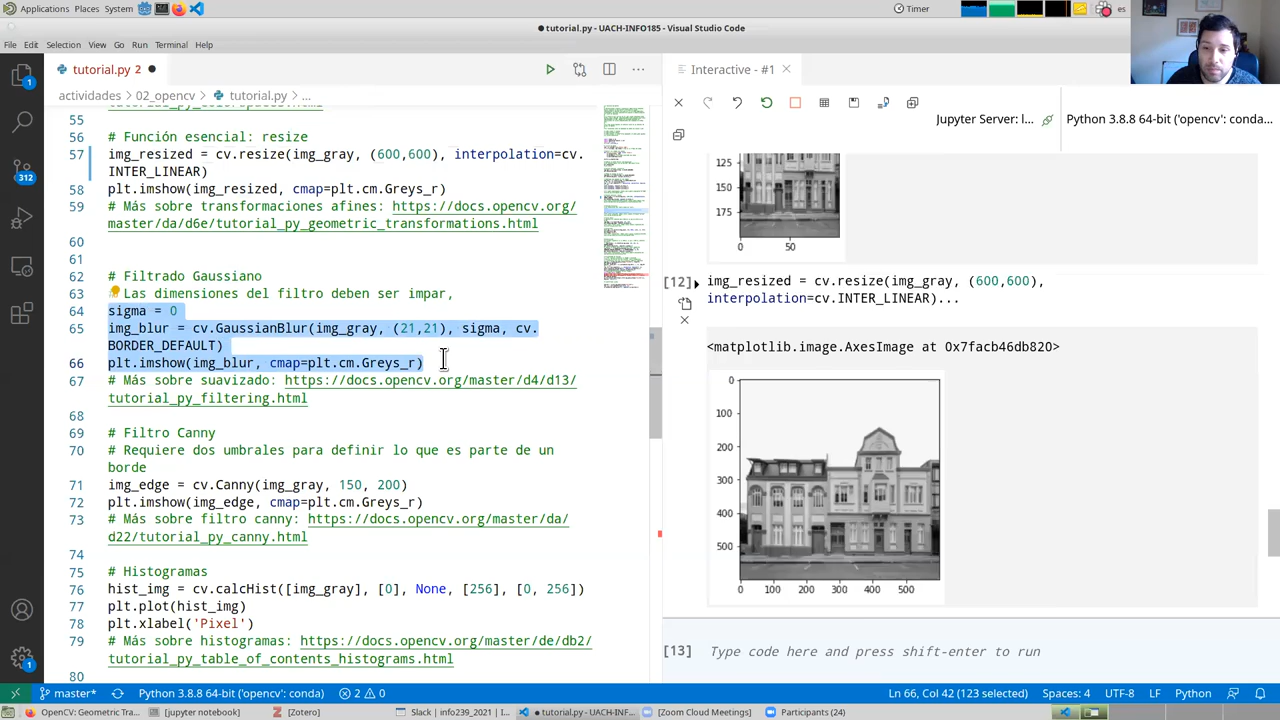 Applications Places System Timer es
tutorial.py - UACH-INFO185 - Visual Studio Code
File Edit Selection View Go Run Terminal Help
tutorial.py 2
Interactive - #1
actividades > 02_opencv > tutorial.py > ...
Jupyter Server: l... Python 3.8.8 64-bit ('opencv': conda...
55
56
57 # Función esencial: resize
img_resized = cv.resize(img_gray, (600,600), interpolation=cv.
INTER_LINEAR)
58 plt.imshow(img_resized, cmap=plt.cm.Greys_r)
# Más sobre transformaciones https://docs.opencv.org/
master/da/d6e/tutorial_py_geometric_transformations.html
60
61
62 # Filtrado Gaussiano
63 Las dimensiones del filtro deben ser impar,
64 sigma = 0
65 img_blur = cv.GaussianBlur(img_gray, (21,21), sigma, cv.
BORDER_DEFAULT)
66 plt.imshow(img_blur, cmap=plt.cm.Greys_r)
67 # Más sobre suavizado: https://docs.opencv.org/master/d4/d13/
tutorial_py_filtering.html
68
69 # Filtro Canny
70 # Requiere dos umbrales para definir lo que es parte de un
borde
71 img_edge = cv.Canny(img_gray, 150, 200)
72 plt.imshow(img_edge, cmap=plt.cm.Greys_r)
73 # Más sobre filtro canny: https://docs.opencv.org/master/da/
d22/tutorial_py_canny.html
74
75 # Histogramas
76 hist_img = cv.calcHist([img_gray], [0], None, [256], [0, 256])
77 plt.plot(hist_img)
78 plt.xlabel('Pixel')
79 # Más sobre histogramas: https://docs.opencv.org/master/de/db2/
tutorial_py_table_of_contents_histograms.html
80
125
150
175
0 50
[12] img_resized = cv.resize(img_gray, (600,600),
interpolation=cv.INTER_LINEAR)...
<matplotlib.image.AxesImage at 0x7facb46db820>
0
100
200
300
400
500
0 100 200 300 400 500
[13] Type code here and press shift-enter to run
1
312
1
master* Python 3.8.8 64-bit ('opencv': conda) 2 0 Ln 66, Col 42 (123 selected) Spaces: 4 UTF-8 LF Python
OpenCV: Geometric Tra... [jupyter notebook] [Zotero] Slack | info239_2021 | I... tutorial.py - UACH-INF... [Zoom Cloud Meetings] Participants (24)